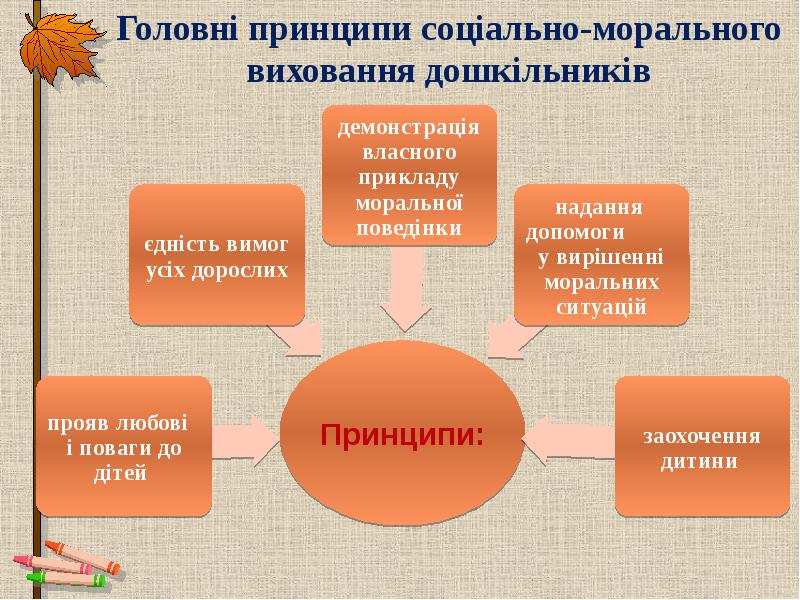 Головні принципи соціально-морального
виховання дошкільників
демонстрація
власного
прикладу
моральної
поведінки
єдність вимог
усіх дорослих
надання
допомоги
у вирішенні
моральних
ситуацій
прояв любові
і поваги до
дітей
Принципи:
заохочення
дитини